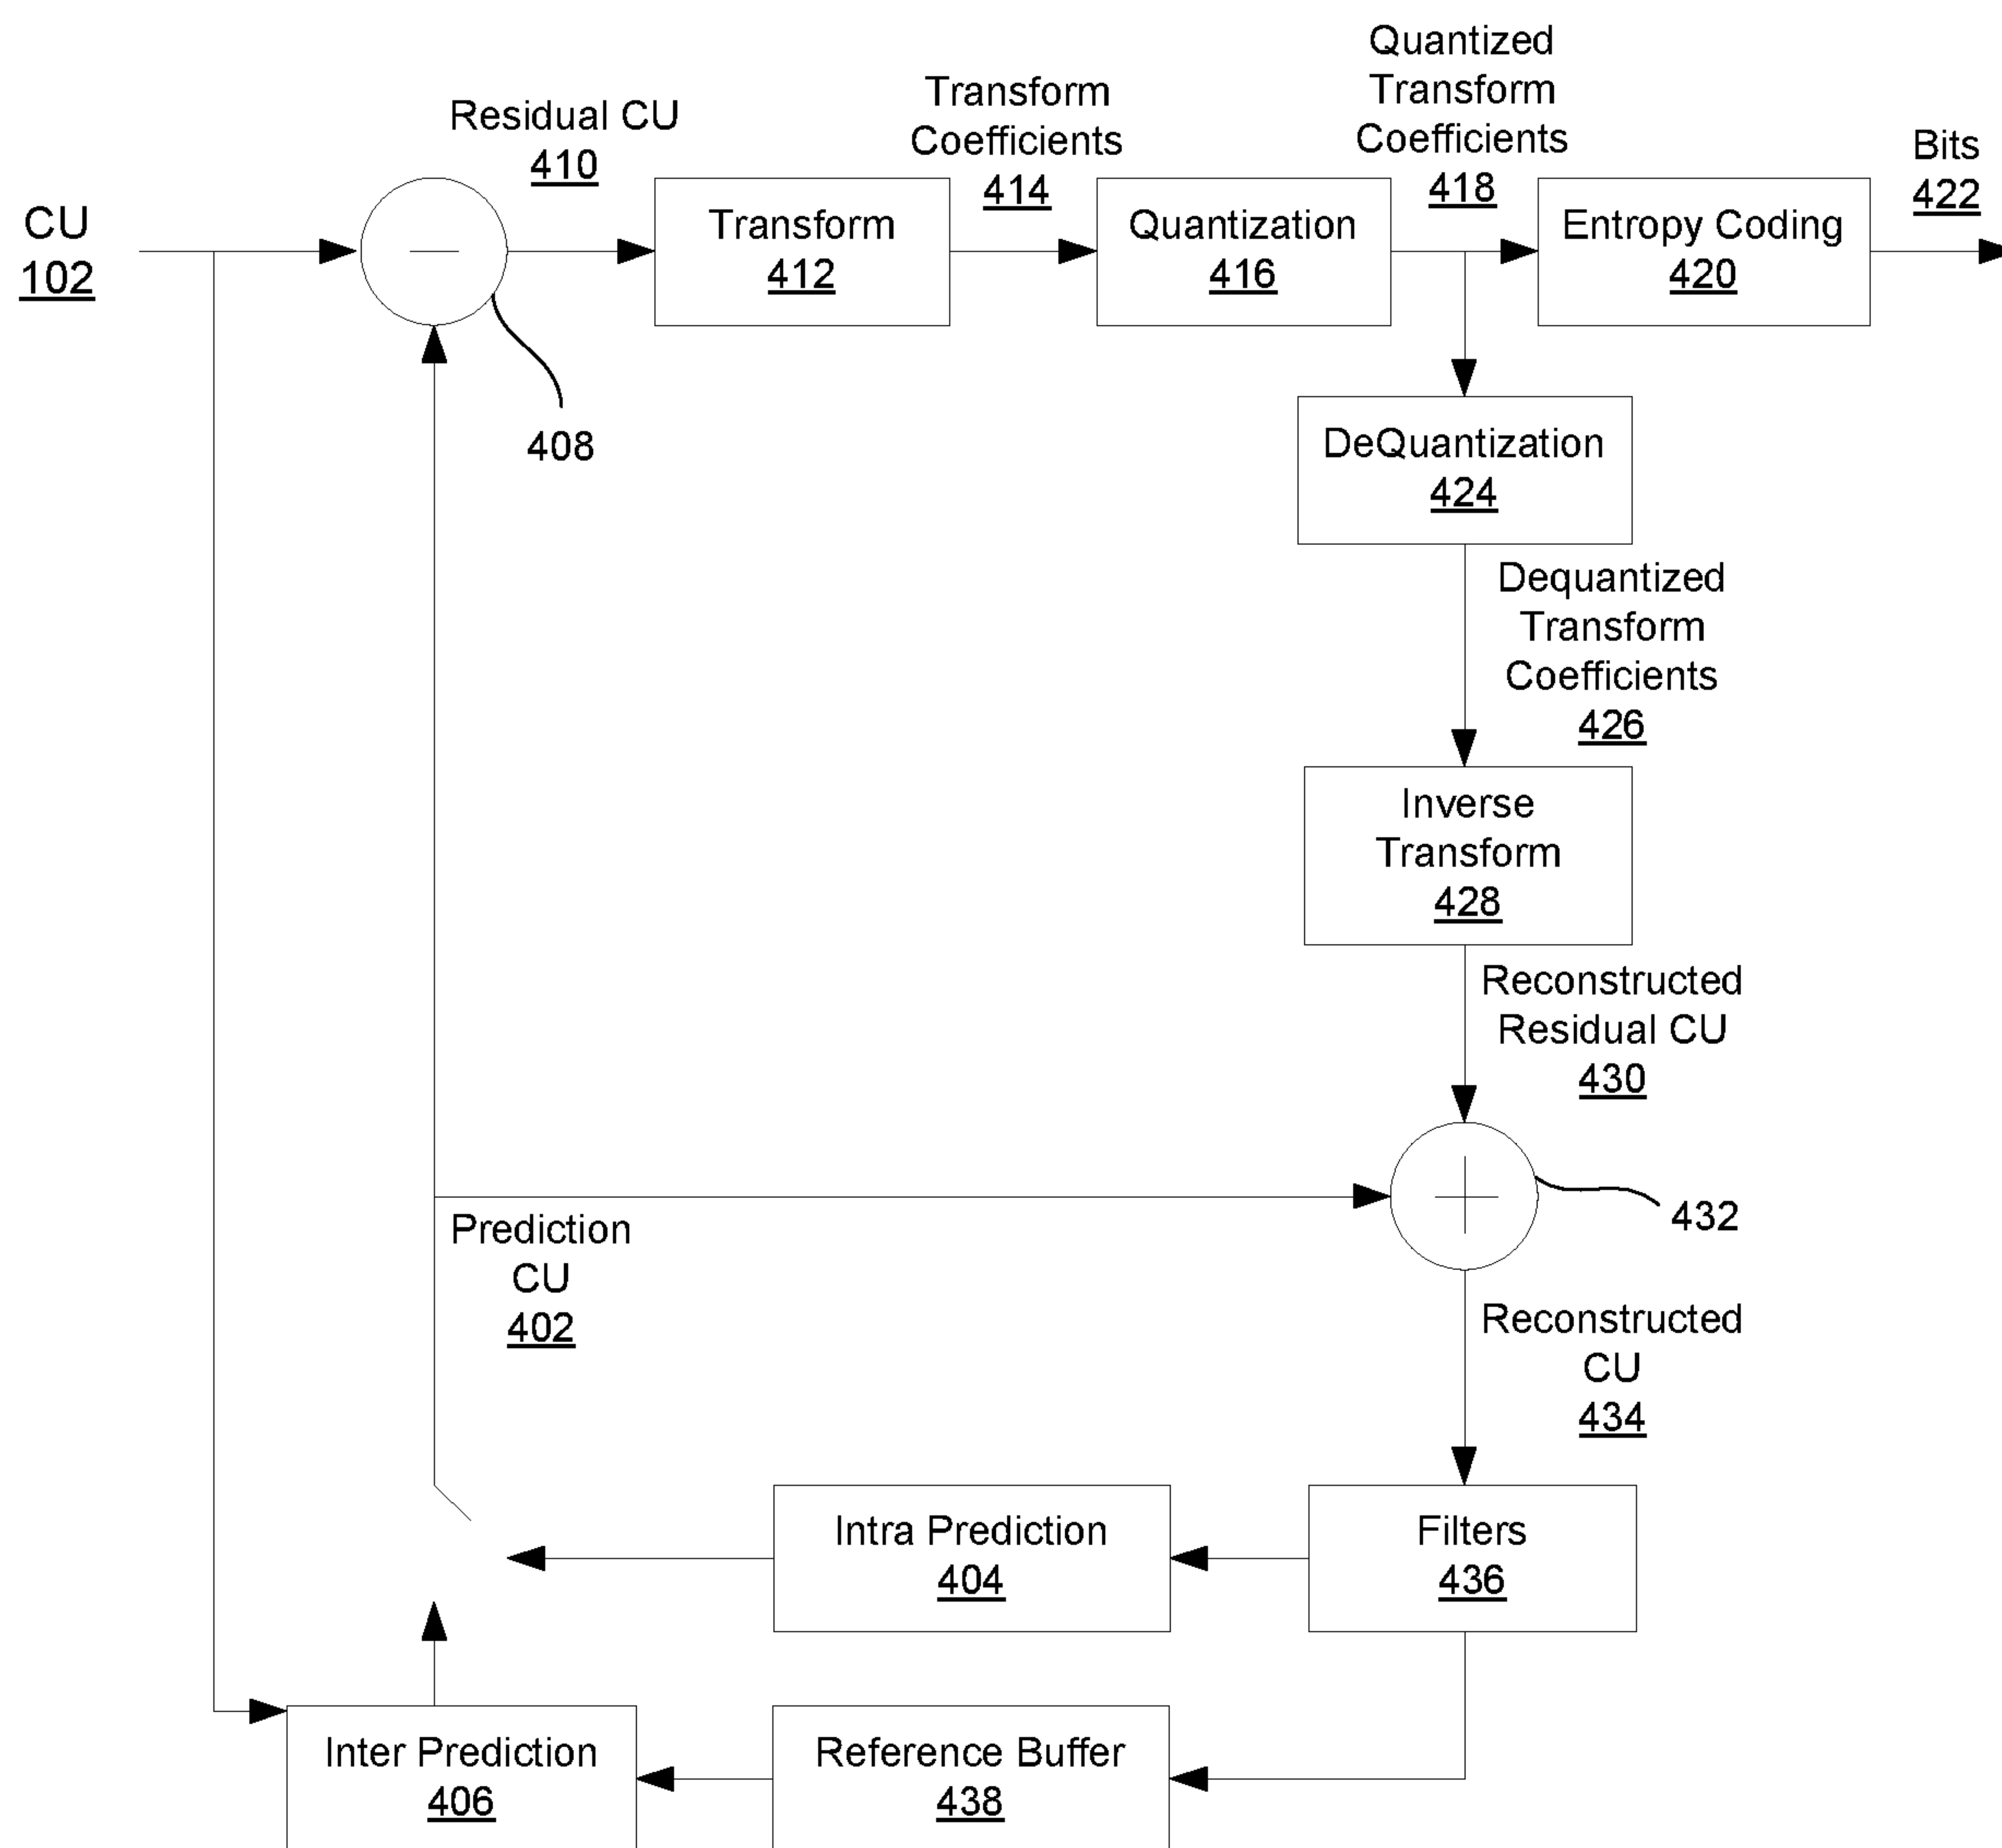 CU
102
Residual CU
410
408
Transform
412
Transform
Coefficients
414
Quantization
416
Quantized
Transform
Coefficients
418
Entropy Coding
420
Bits
422
DeQuantization
424
Dequantized
Transform
Coefficients
426
Inverse
Transform
428
Reconstructed
Residual CU
430
432
Prediction
CU
402
Reconstructed
CU
434
Intra Prediction
404
Filters
436
Inter Prediction
406
Reference Buffer
438